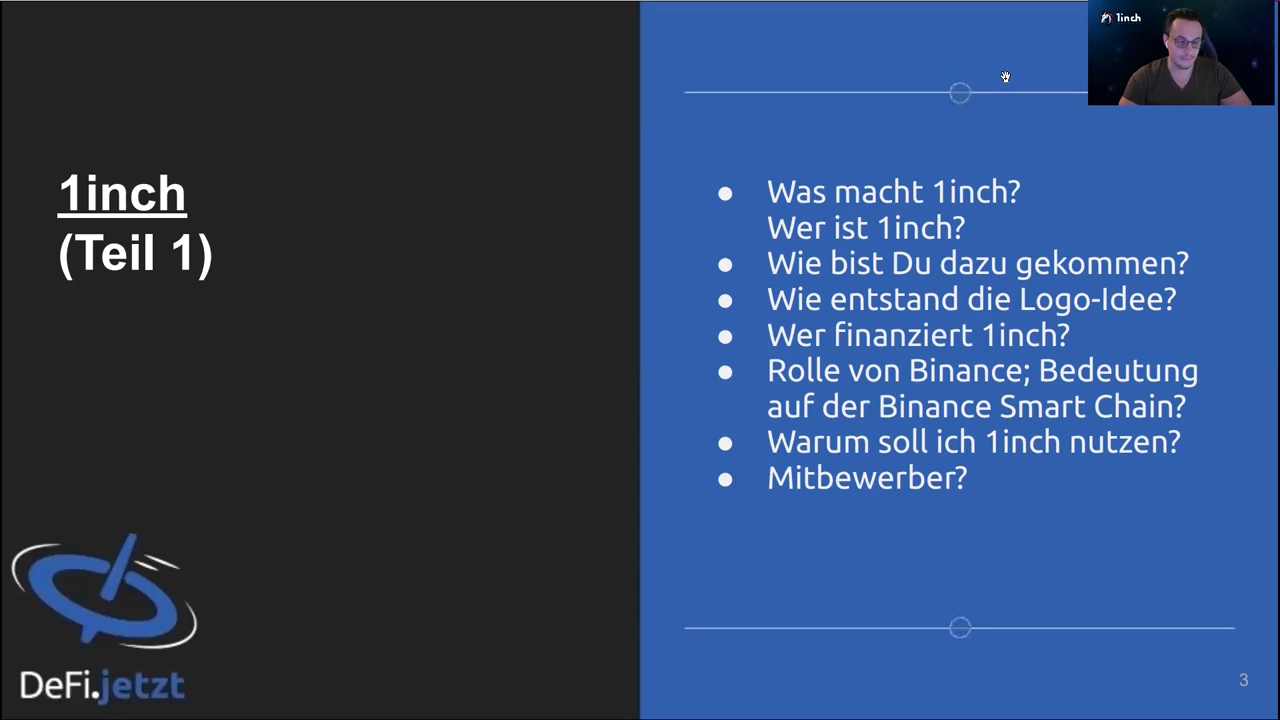 1inch
1inch
(Teil 1)
● Was macht 1inch?
Wer ist 1inch?
● Wie bist Du dazu gekommen?
● Wie entstand die Logo-Idee?
● Wer finanziert 1inch?
● Rolle von Binance; Bedeutung
auf der Binance Smart Chain?
● Warum soll ich 1inch nutzen?
● Mitbewerber?
DeFi.jetzt
3